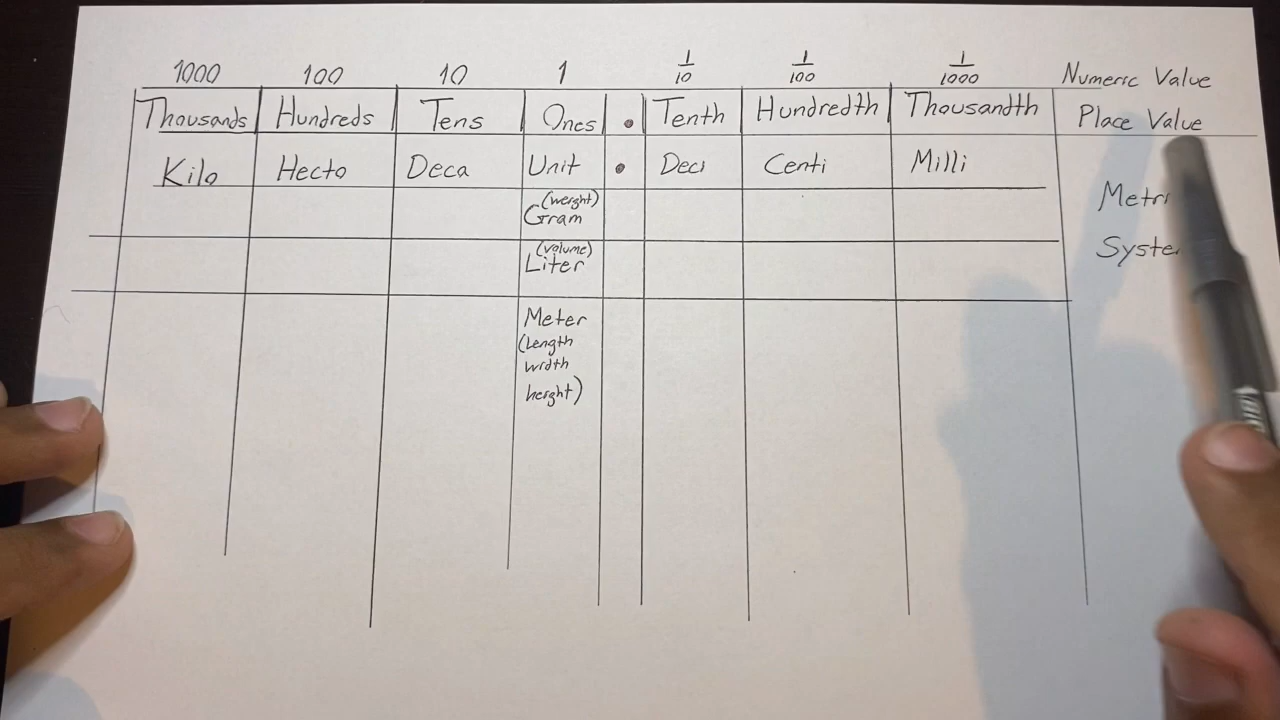 1000 100 10 1 1/10 1/100 1/1000 Numeric Value
Thousands Hundreds Tens Ones . Tenth Hundredth Thousandth Place Value
Kilo Hecto Deca Unit . Deci Centi Milli
(weight)
Gram
(volume)
Liter
Meter
(Length
width
height)